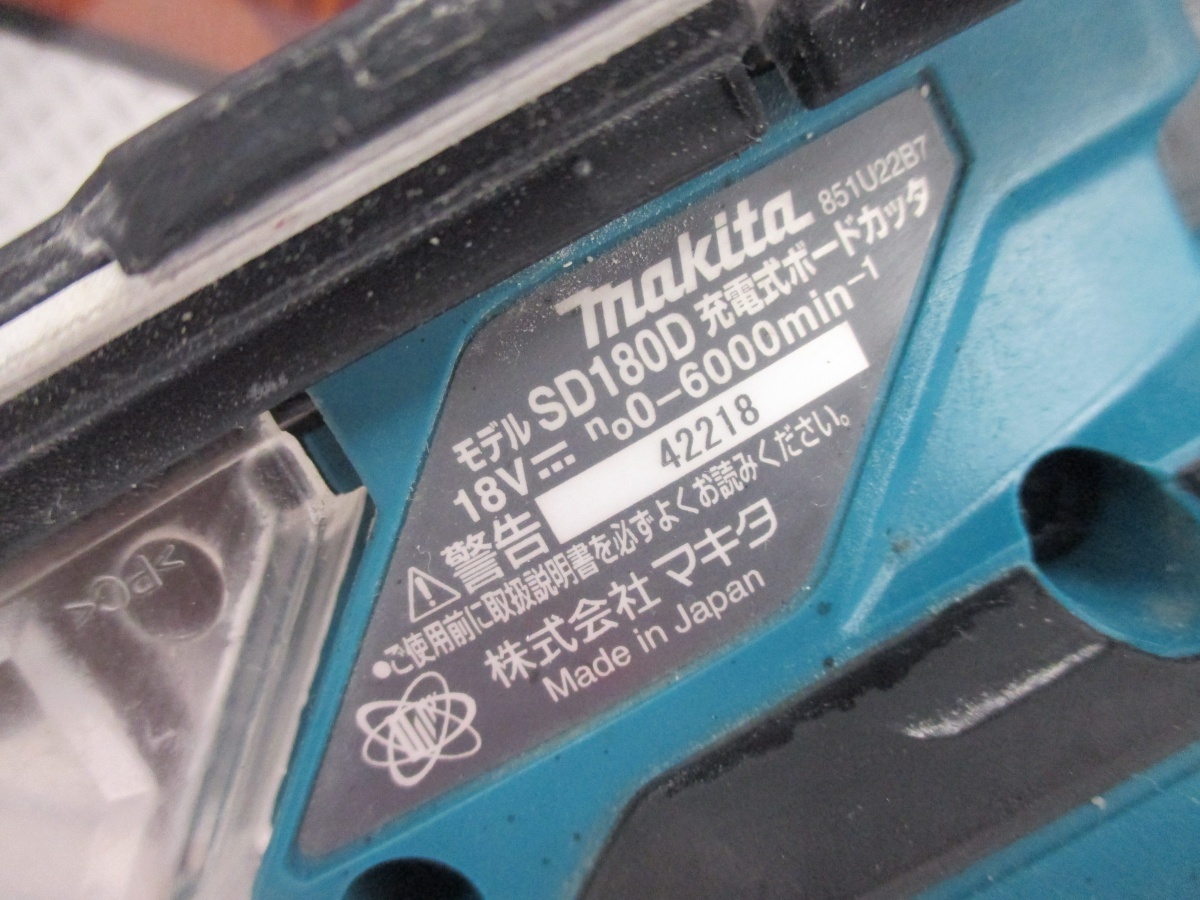 makita 851U22B7
モデル SD180D 充電式ボードカッタ
18V n₀0-6000min⁻¹
42218
⚠警告
●ご使用前に取扱説明書を必ずよくお読みください。
株式会社 マキタ
Made in Japan
>PC<